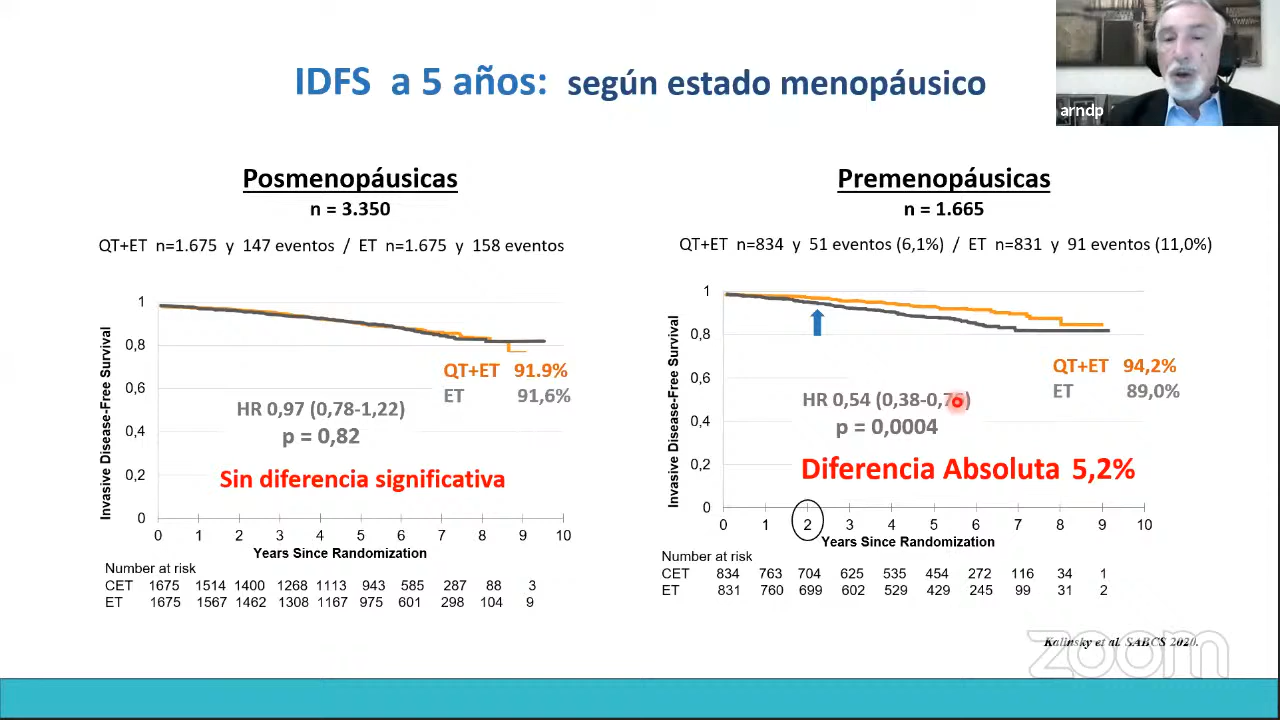 IDFS a 5 años: según estado menopáusico
arndp
Posmenopáusicas
n = 3.350
QT+ET n=1.675 y 147 eventos / ET n=1.675 y 158 eventos
Invasive Disease-Free Survival
1
0,8
0,6
0,4
0,2
0
QT+ET 91.9%
ET 91,6%
HR 0,97 (0,78-1,22)
p = 0,82
Sin diferencia significativa
0 1 2 3 4 5 6 7 8 9 10
Years Since Randomization
Number at risk
CET 1675 1514 1400 1268 1113 943 585 287 88 3
ET 1675 1567 1462 1308 1167 975 601 298 104 9
Premenopáusicas
n = 1.665
QT+ET n=834 y 51 eventos (6,1%) / ET n=831 y 91 eventos (11,0%)
Invasive Disease-Free Survival
1
0,8
0,6
0,4
0,2
0
QT+ET 94,2%
ET 89,0%
HR 0,54
p = 0,0004
Diferencia Absoluta 5,2%
0 1 2 3 4 5 6 7 8 9 10
Years Since Randomization
Number at risk
CET 834 763 704 625 535 454 272 116 34 1
ET 831 760 699 602 529 429 245 99 31 2
Kalinsky et al. SABCS 2020.
zoom